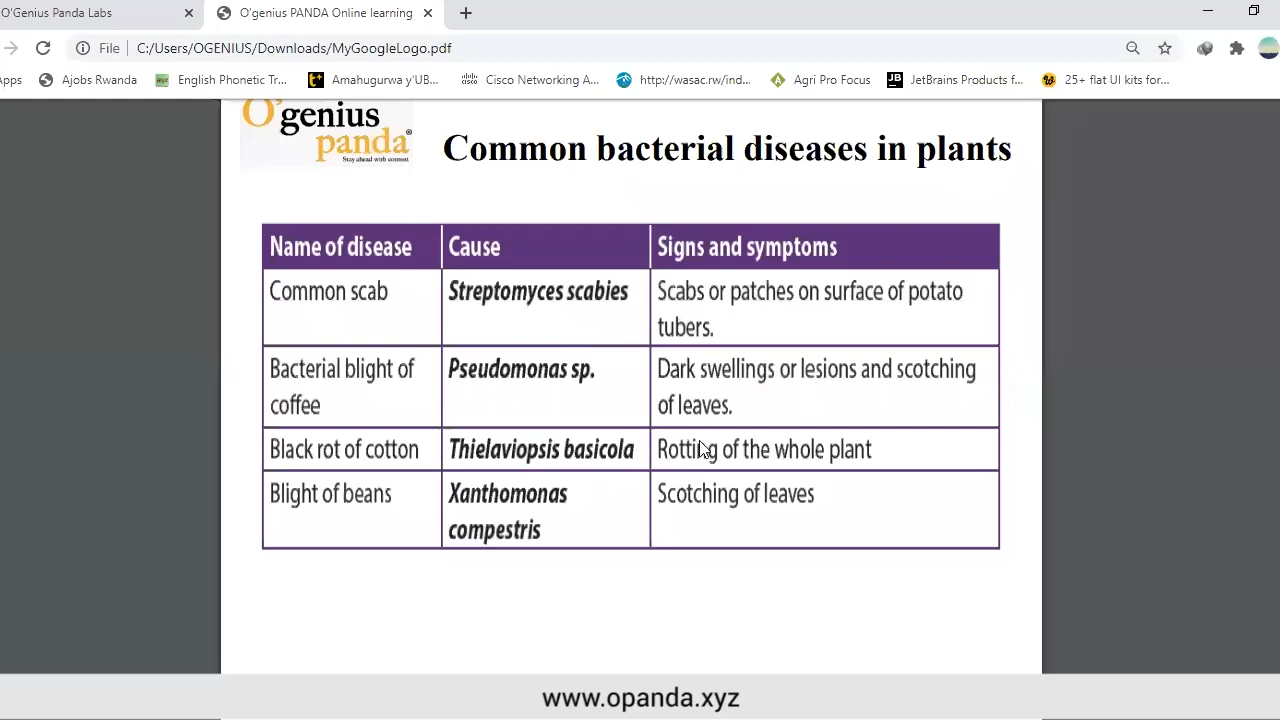 O'Genius Panda Labs
O'genius PANDA Online learning
File
C:/Users/OGENIUS/Downloads/MyGoogleLogo.pdf
pps
Ajobs Rwanda
English Phonetic Tr...
Amahugurwa y'UB...
Cisco Networking A...
http://wasac.rw/ind...
Agri Pro Focus
JetBrains Products f...
25+ flat UI kits for...
O'genius
panda®
Stay ahead with content
Common bacterial diseases in plants
Name of disease
Cause
Signs and symptoms
Common scab
Streptomyces scabies
Scabs or patches on surface of potato
tubers.
Bacterial blight of
coffee
Pseudomonas sp.
Dark swellings or lesions and scotching
of leaves.
Black rot of cotton
Thielaviopsis basicola
Rotting of the whole plant
Blight of beans
Xanthomonas
compestris
Scotching of leaves
www.opanda.xyz